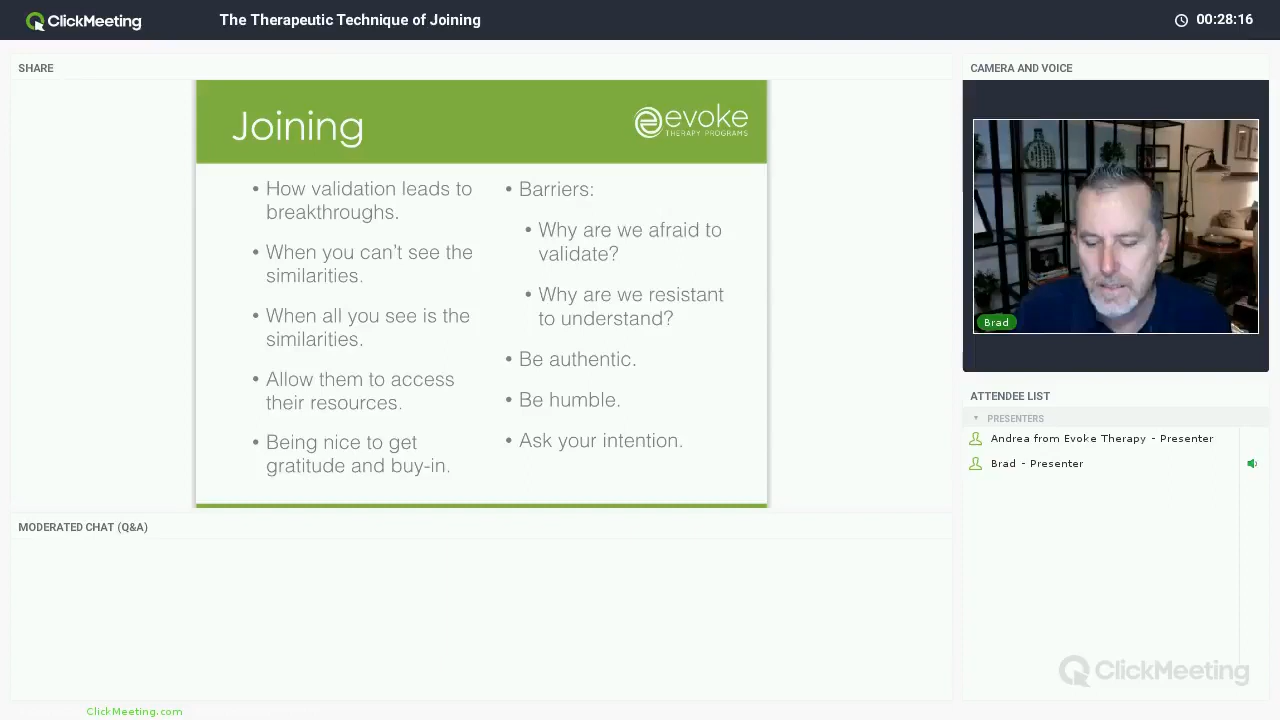 ClickMeeting
The Therapeutic Technique of Joining
00:28:16
SHARE
Joining
evoke
THERAPY PROGRAMS
• How validation leads to
breakthroughs.
• When you can't see the
similarities.
• When all you see is the
similarities.
• Allow them to access
their resources.
• Being nice to get
gratitude and buy-in.
• Barriers:
• Why are we afraid to
validate?
• Why are we resistant
to understand?
• Be authentic.
• Be humble.
• Ask your intention.
CAMERA AND VOICE
Brad
ATTENDEE LIST
PRESENTERS
Andrea from Evoke Therapy - Presenter
Brad - Presenter
MODERATED CHAT (Q&A)
ClickMeeting
ClickMeeting.com